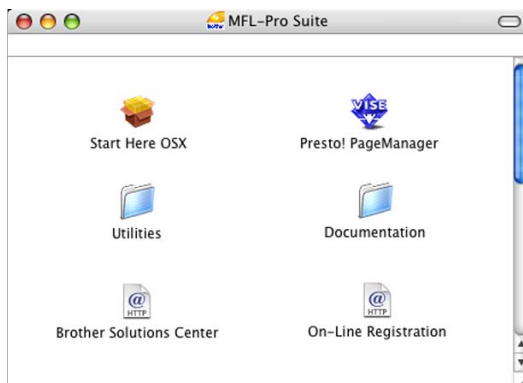 MFL-Pro Suite
Start Here OSX
Presto! PageManager
Utilities
Documentation
@
HTTP
@
HTTP
Brother Solutions Center
On-Line Registration
VISE
Brother